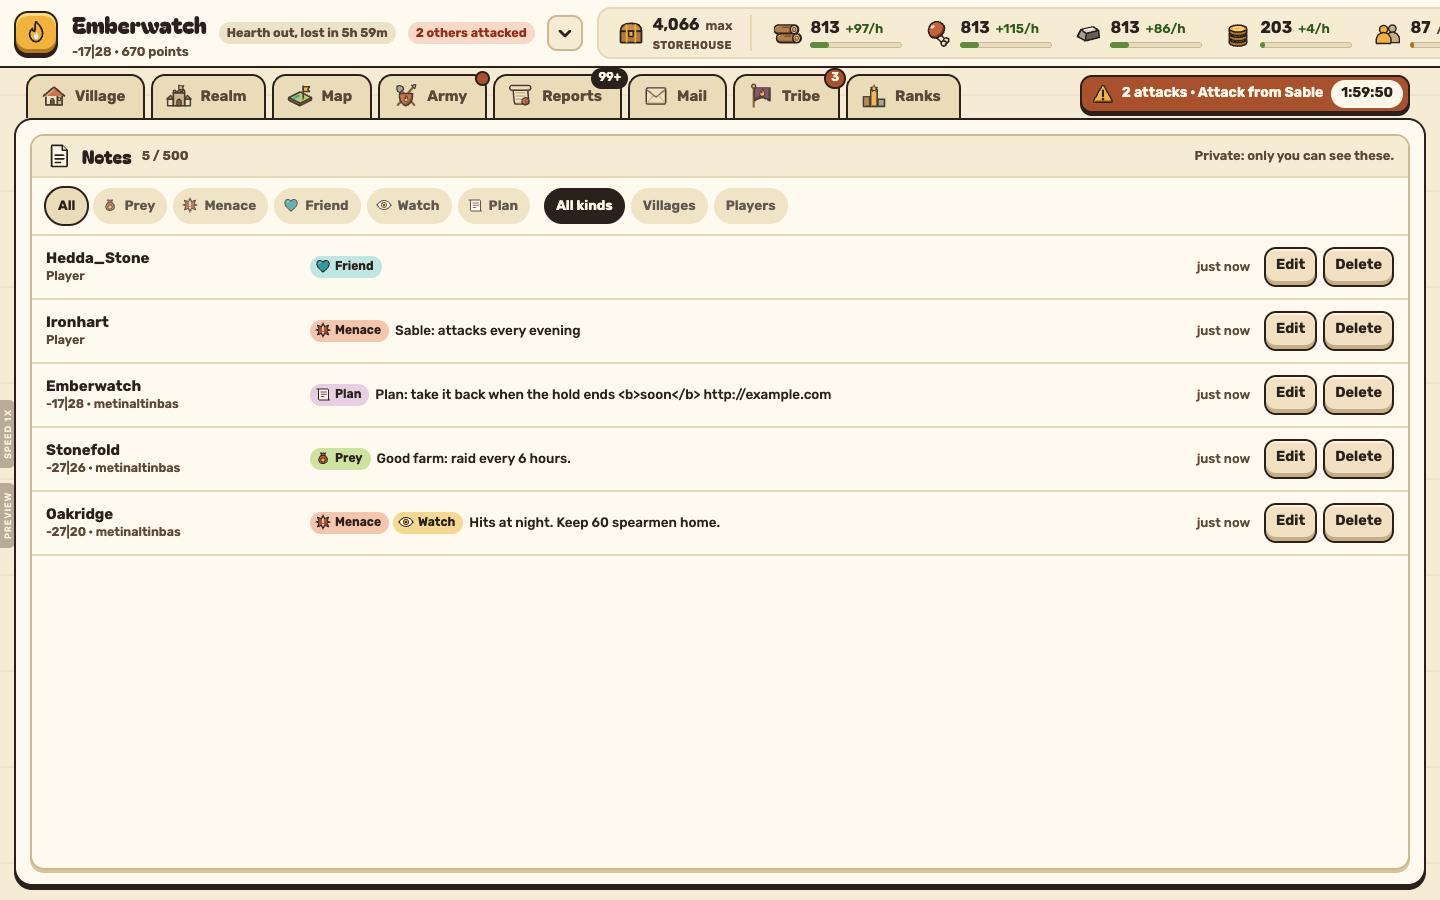 Emberwatch
-17|28 • 670 points
Hearth out, lost in 5h 59m
2 others attacked
4,066 max
STOREHOUSE
813 +97/h
813 +115/h
813 +86/h
203 +4/h
87 /
Village
Realm
Map
Army
Reports
99+
Mail
Tribe
3
Ranks
2 attacks • Attack from Sable 1:59:50
Notes 5 / 500
Private: only you can see these.
All
Prey
Menace
Friend
Watch
Plan
All kinds
Villages
Players
Hedda_Stone
Player
Friend
just now
Edit
Delete
Ironhart
Player
Menace Sable: attacks every evening
just now
Edit
Delete
Emberwatch
-17|28 • metinaltinbas
Plan Plan: take it back when the hold ends <b>soon</b> http://example.com
just now
Edit
Delete
Stonefold
-27|26 • metinaltinbas
Prey Good farm: raid every 6 hours.
just now
Edit
Delete
Oakridge
-27|20 • metinaltinbas
Menace Watch Hits at night. Keep 60 spearmen home.
just now
Edit
Delete
SPEED 1X
PREVIEW